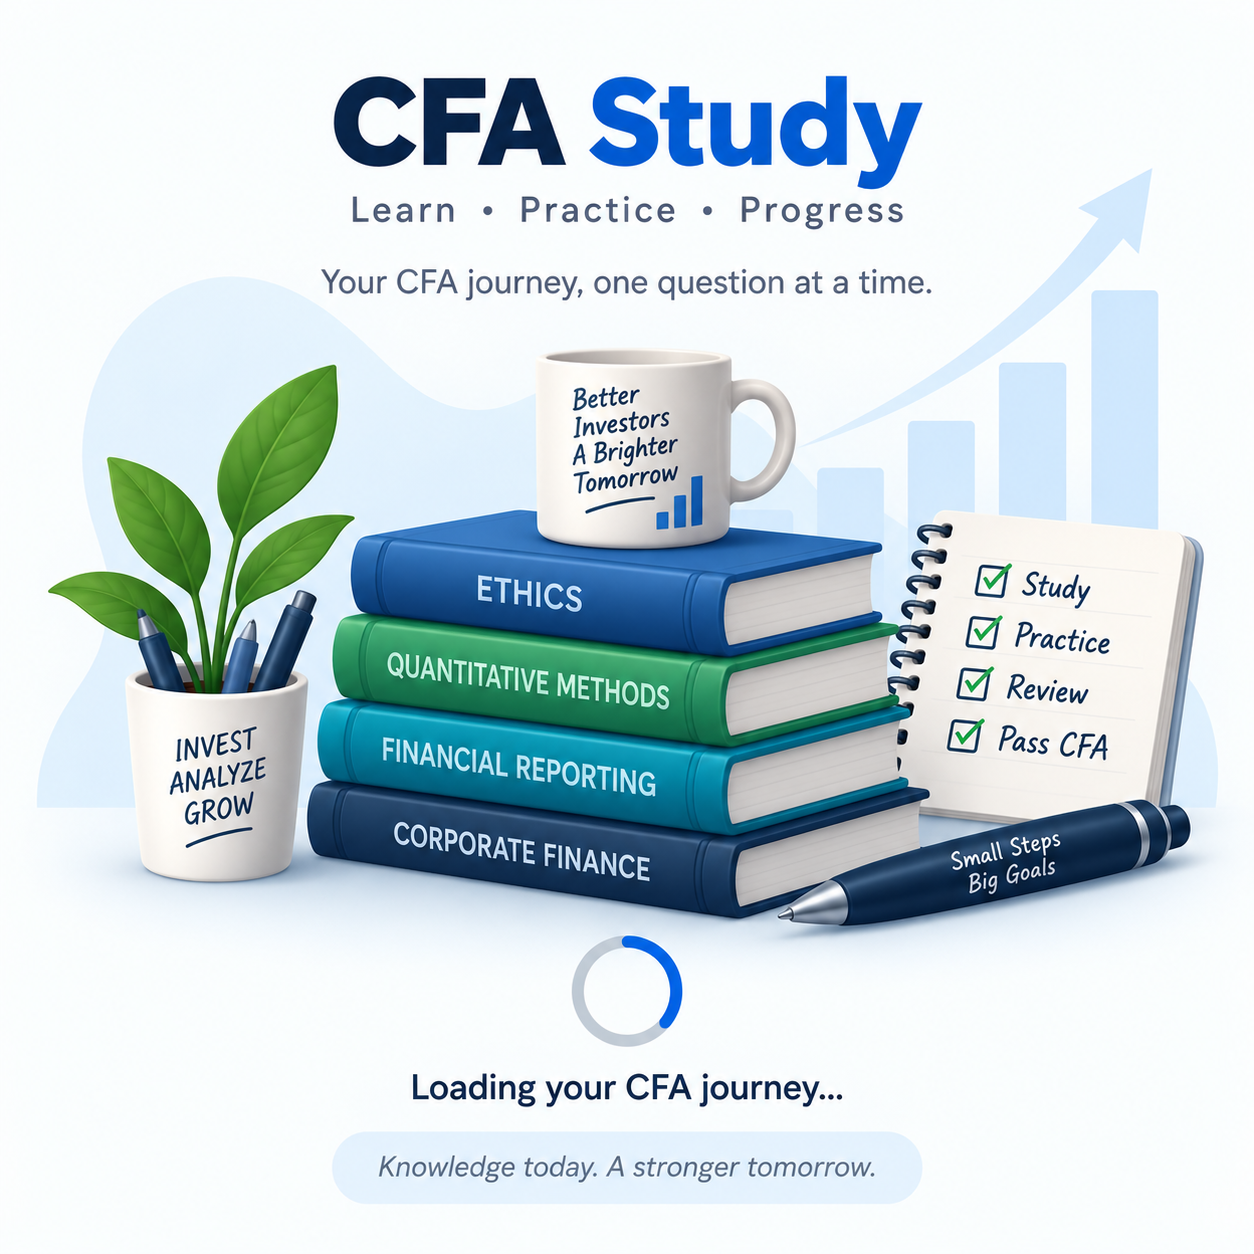 CFA Study
Learn • Practice • Progress
Your CFA journey, one question at a time.
Better
Investors
A Brighter
Tomorrow
ETHICS
QUANTITATIVE METHODS
FINANCIAL REPORTING
CORPORATE FINANCE
INVEST
ANALYZE
GROW
Study
Practice
Review
Pass CFA
Small Steps
Big Goals
Loading your CFA journey...
Knowledge today. A stronger tomorrow.